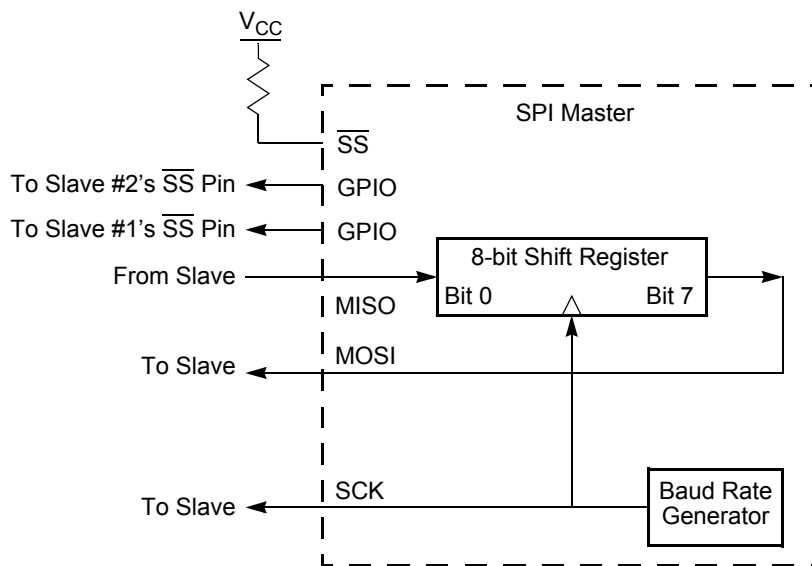 VCC
SPI Master
SS
To Slave #2's SS Pin
GPIO
To Slave #1's SS Pin
GPIO
8-bit Shift Register
From Slave
Bit 0
Bit 7
MISO
MOSI
To Slave
SCK
To Slave
Baud Rate
Generator